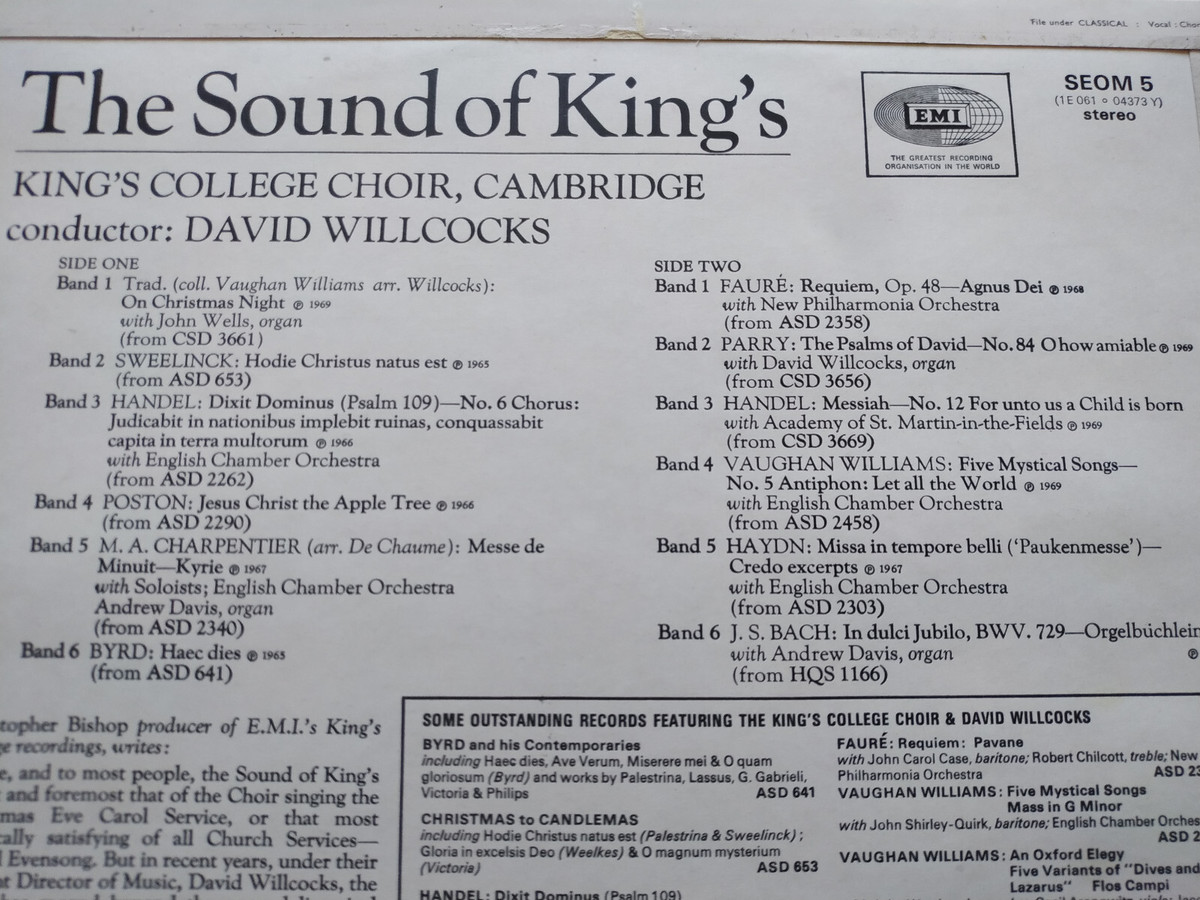 File under CLASSICAL : Vocal : Chor
The Sound of King's
EMI
THE GREATEST RECORDING
ORGANISATION IN THE WORLD
SEOM 5
(1E 061 ○ 04373 Y)
stereo
KING'S COLLEGE CHOIR, CAMBRIDGE
conductor: DAVID WILLCOCKS
SIDE ONE
Band 1 Trad. (coll. Vaughan Williams arr. Willcocks):
On Christmas Night ℗ 1969
with John Wells, organ
(from CSD 3661)
Band 2 SWEELINCK: Hodie Christus natus est ℗ 1965
(from ASD 653)
Band 3 HANDEL: Dixit Dominus (Psalm 109)—No. 6 Chorus:
Judicabit in nationibus implebit ruinas, conquassabit
capita in terra multorum ℗ 1966
with English Chamber Orchestra
(from ASD 2262)
Band 4 POSTON: Jesus Christ the Apple Tree ℗ 1966
(from ASD 2290)
Band 5 M. A. CHARPENTIER (arr. De Chaume): Messe de
Minuit—Kyrie ℗ 1967
with Soloists; English Chamber Orchestra
Andrew Davis, organ
(from ASD 2340)
Band 6 BYRD: Haec dies ℗ 1965
(from ASD 641)
SIDE TWO
Band 1 FAURÉ: Requiem, Op. 48—Agnus Dei ℗ 1968
with New Philharmonia Orchestra
(from ASD 2358)
Band 2 PARRY: The Psalms of David—No. 84 O how amiable ℗ 1969
with David Willcocks, organ
(from CSD 3656)
Band 3 HANDEL: Messiah—No. 12 For unto us a Child is born
with Academy of St. Martin-in-the-Fields ℗ 1969
(from CSD 3669)
Band 4 VAUGHAN WILLIAMS: Five Mystical Songs—
No. 5 Antiphon: Let all the World ℗ 1969
with English Chamber Orchestra
(from ASD 2458)
Band 5 HAYDN: Missa in tempore belli ('Paukenmesse')—
Credo excerpts ℗ 1967
with English Chamber Orchestra
(from ASD 2303)
Band 6 J. S. BACH: In dulci Jubilo, BWV. 729—Orgelbüchlein
with Andrew Davis, organ ℗
(from HQS 1166)
topher Bishop producer of E.M.I.'s King's
e recordings, writes:
e, and to most people, the Sound of King's
and foremost that of the Choir singing the
mas Eve Carol Service, or that most
cally satisfying of all Church Services—
l Evensong. But in recent years, under their
t Director of Music, David Willcocks, the
SOME OUTSTANDING RECORDS FEATURING THE KING'S COLLEGE CHOIR & DAVID WILLCOCKS
BYRD and his Contemporaries
including Haec dies, Ave Verum, Miserere mei & O quam
gloriosum (Byrd) and works by Palestrina, Lassus, G. Gabrieli,
Victoria & Philips ASD 641
CHRISTMAS to CANDLEMAS
including Hodie Christus natus est (Palestrina & Sweelinck) ;
Gloria in excelsis Deo (Weelkes) & O magnum mysterium
(Victoria) ASD 653
HANDEL: Dixit Dominus (Psalm 109)
FAURÉ: Requiem: Pavane
with John Carol Case, baritone; Robert Chilcott, treble; New
Philharmonia Orchestra ASD 23
VAUGHAN WILLIAMS: Five Mystical Songs
Mass in G Minor
with John Shirley-Quirk, baritone; English Chamber Orches
ASD 2
VAUGHAN WILLIAMS: An Oxford Elegy
Five Variants of "Dives and
Lazarus" Flos Campi